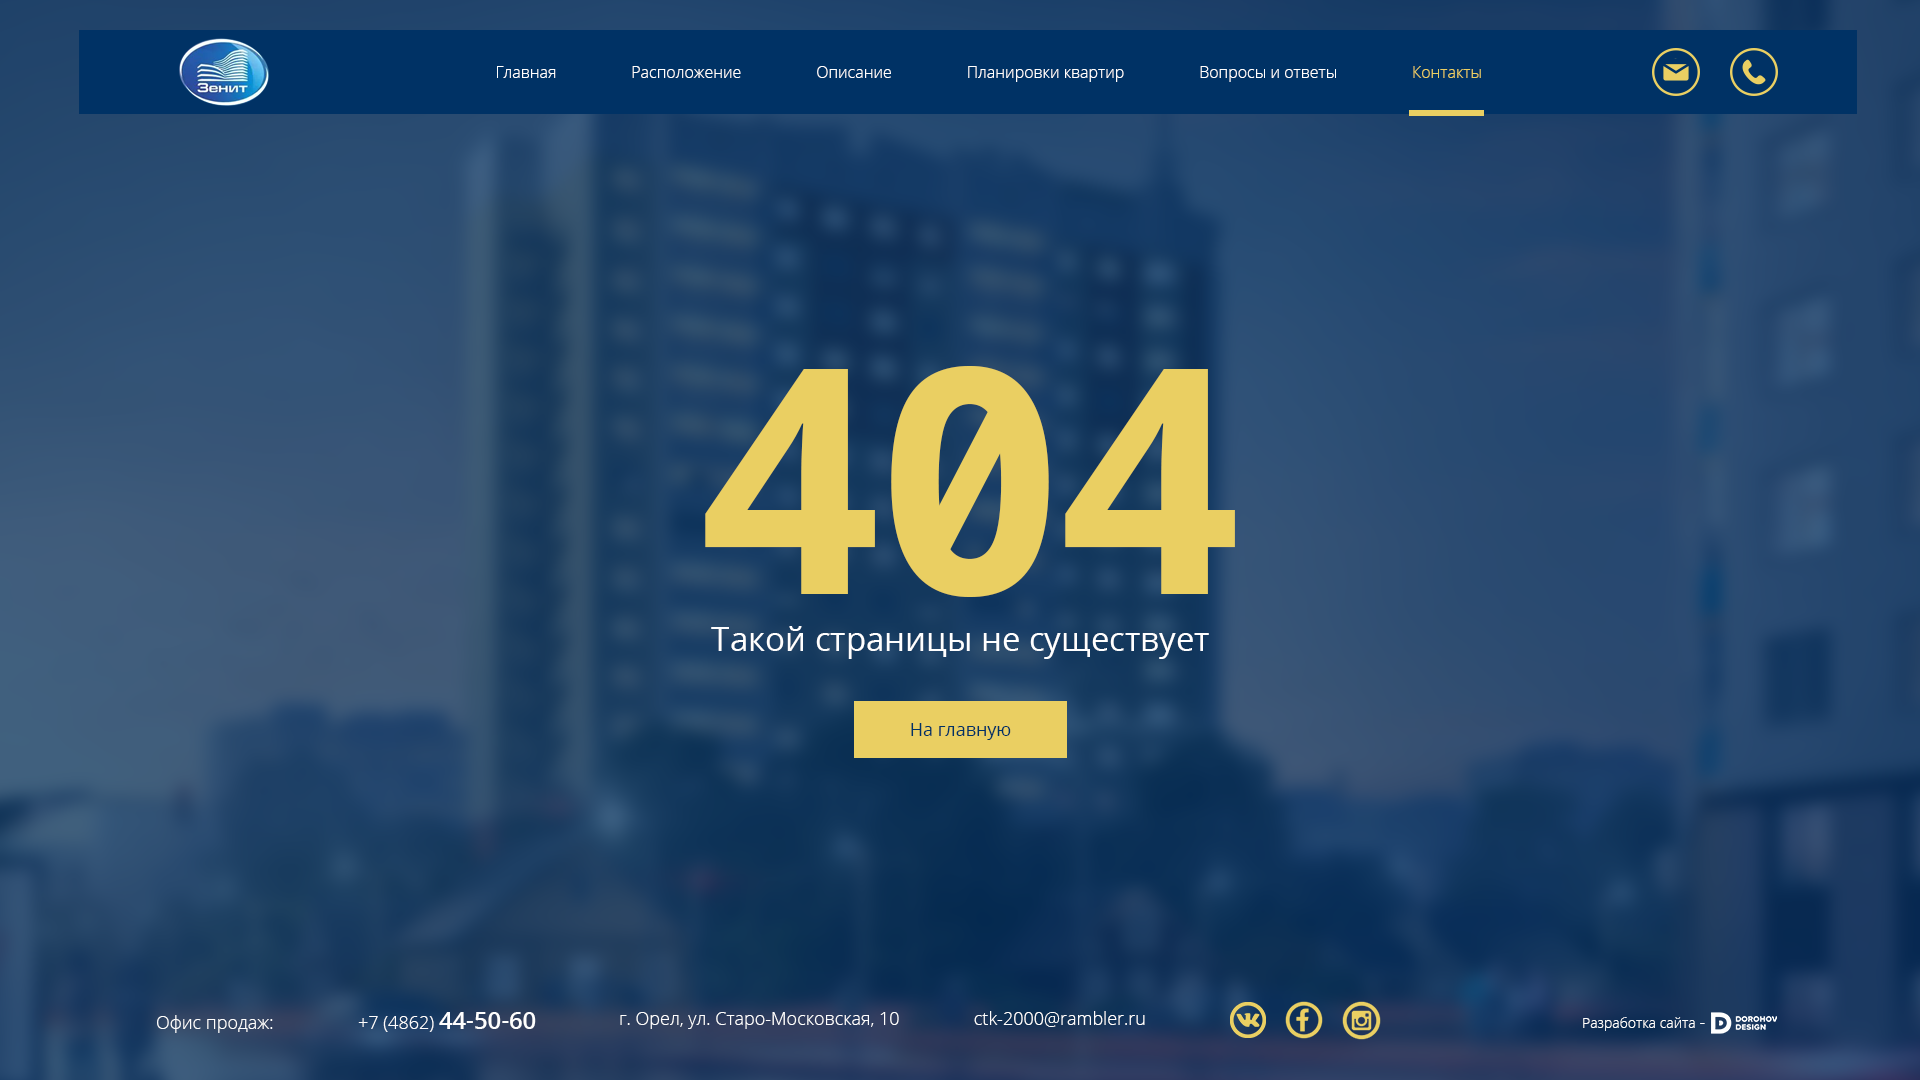 Зенит
Главная
Расположение
Описание
Планировки квартир
Вопросы и ответы
Контакты
404
Такой страницы не существует
На главную
Офис продаж:
+7 (4862) 44-50-60
г. Орел, ул. Старо-Московская, 10
ctk-2000@rambler.ru
Разработка сайта -
DOROHOV
DESIGN